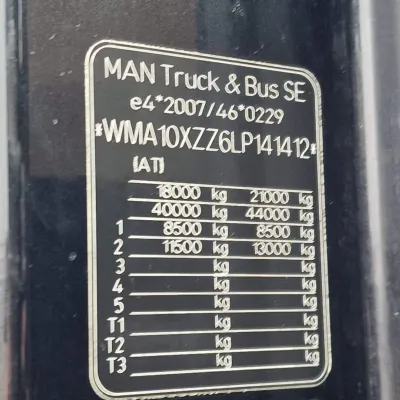 MAN Truck & Bus SE
e4*2007/46*0229
*WMA10XZZ6LP141412*
(AT)
18000 kg 21000 kg
40000 kg 44000 kg
1 8500 kg 8500 kg
2 11500 kg 13000 kg
3 kg kg
4 kg kg
5 kg kg
T1 kg kg
T2 kg kg
T3 kg kg